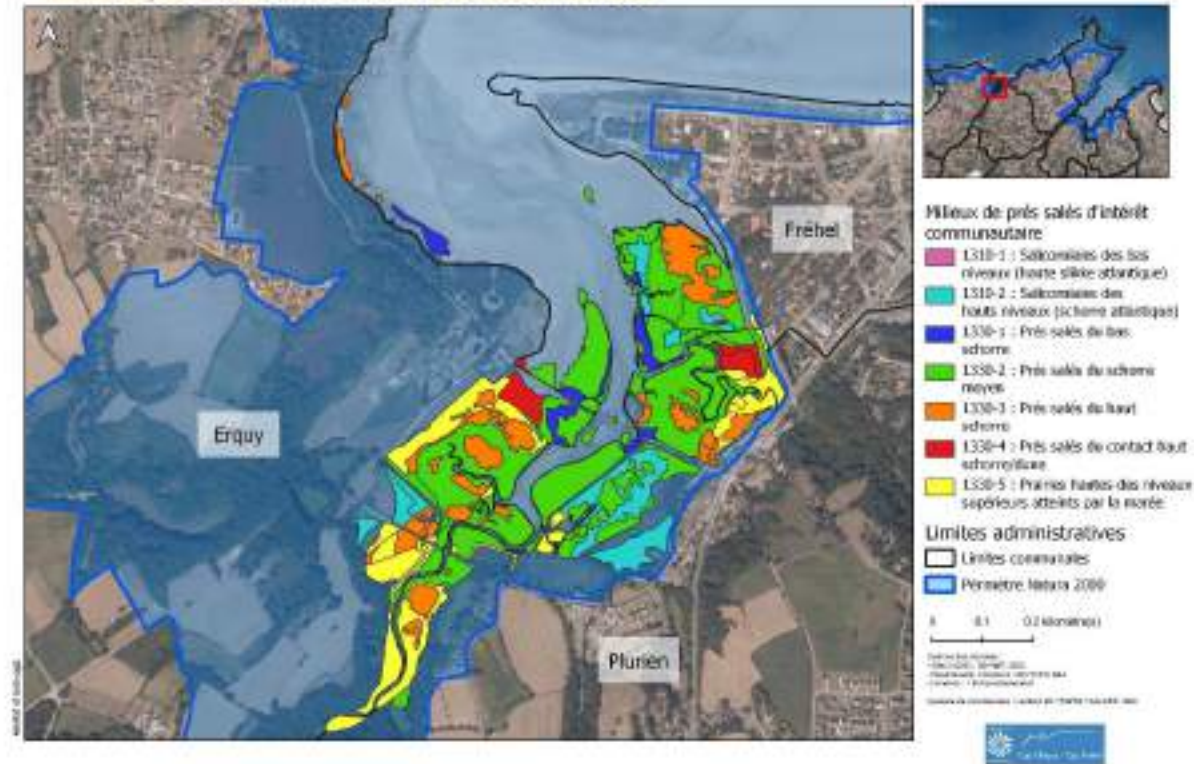 Fréhel
Erquy
Plurien
Milieux de prés salés d'intérêt
communautaire
1310-1 : Salicorniaies des bas
niveaux (haute slikke atlantique)
1310-2 : Salicorniaies des
hauts niveaux (schorre atlantique)
1330-1 : Prés salés du bas
schorre
1330-2 : Prés salés du schorre
moyen
1330-3 : Prés salés du haut
schorre
1330-4 : Prés salés du contact haut
schorre/dune
1330-5 : Prairies hautes des niveaux
supérieurs atteints par la marée
Limites administratives
Limites communales
Périmètre Natura 2000
0 0.1 0.2 kilomètre(s)